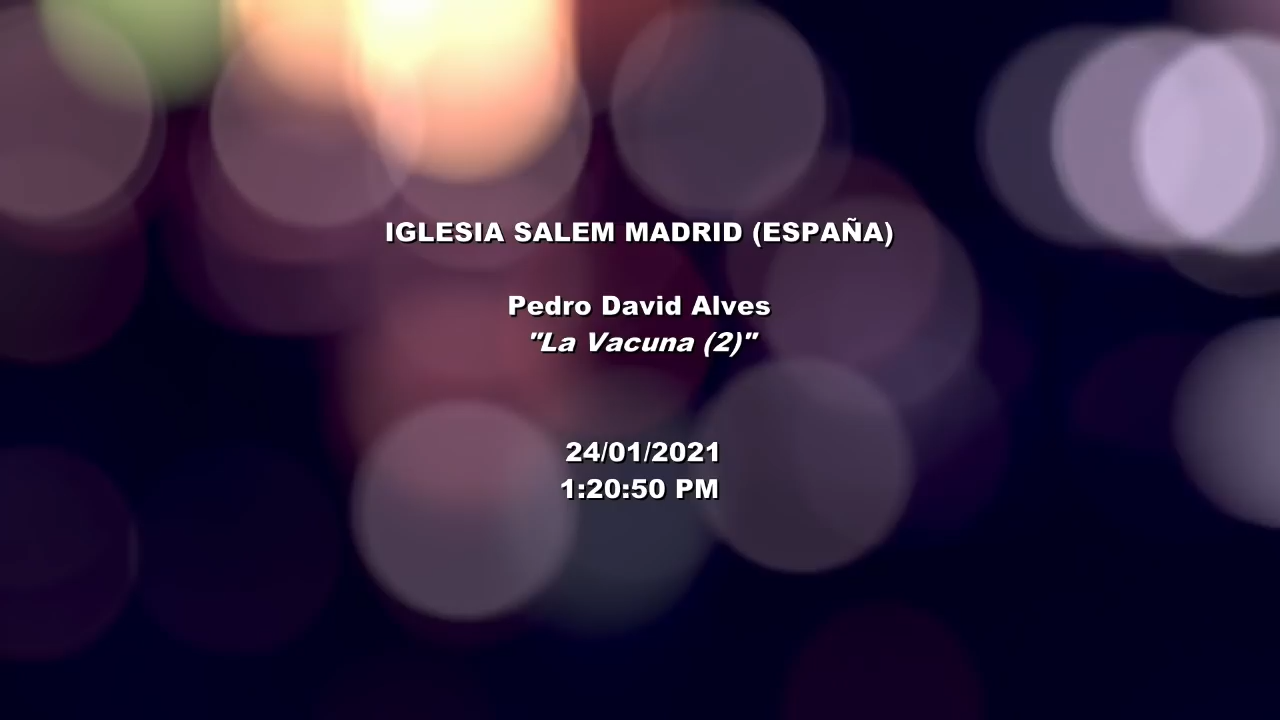 IGLESIA SALEM MADRID (ESPAÑA)
Pedro David Alves
"La Vacuna (2)"
24/01/2021
1:20:50 PM